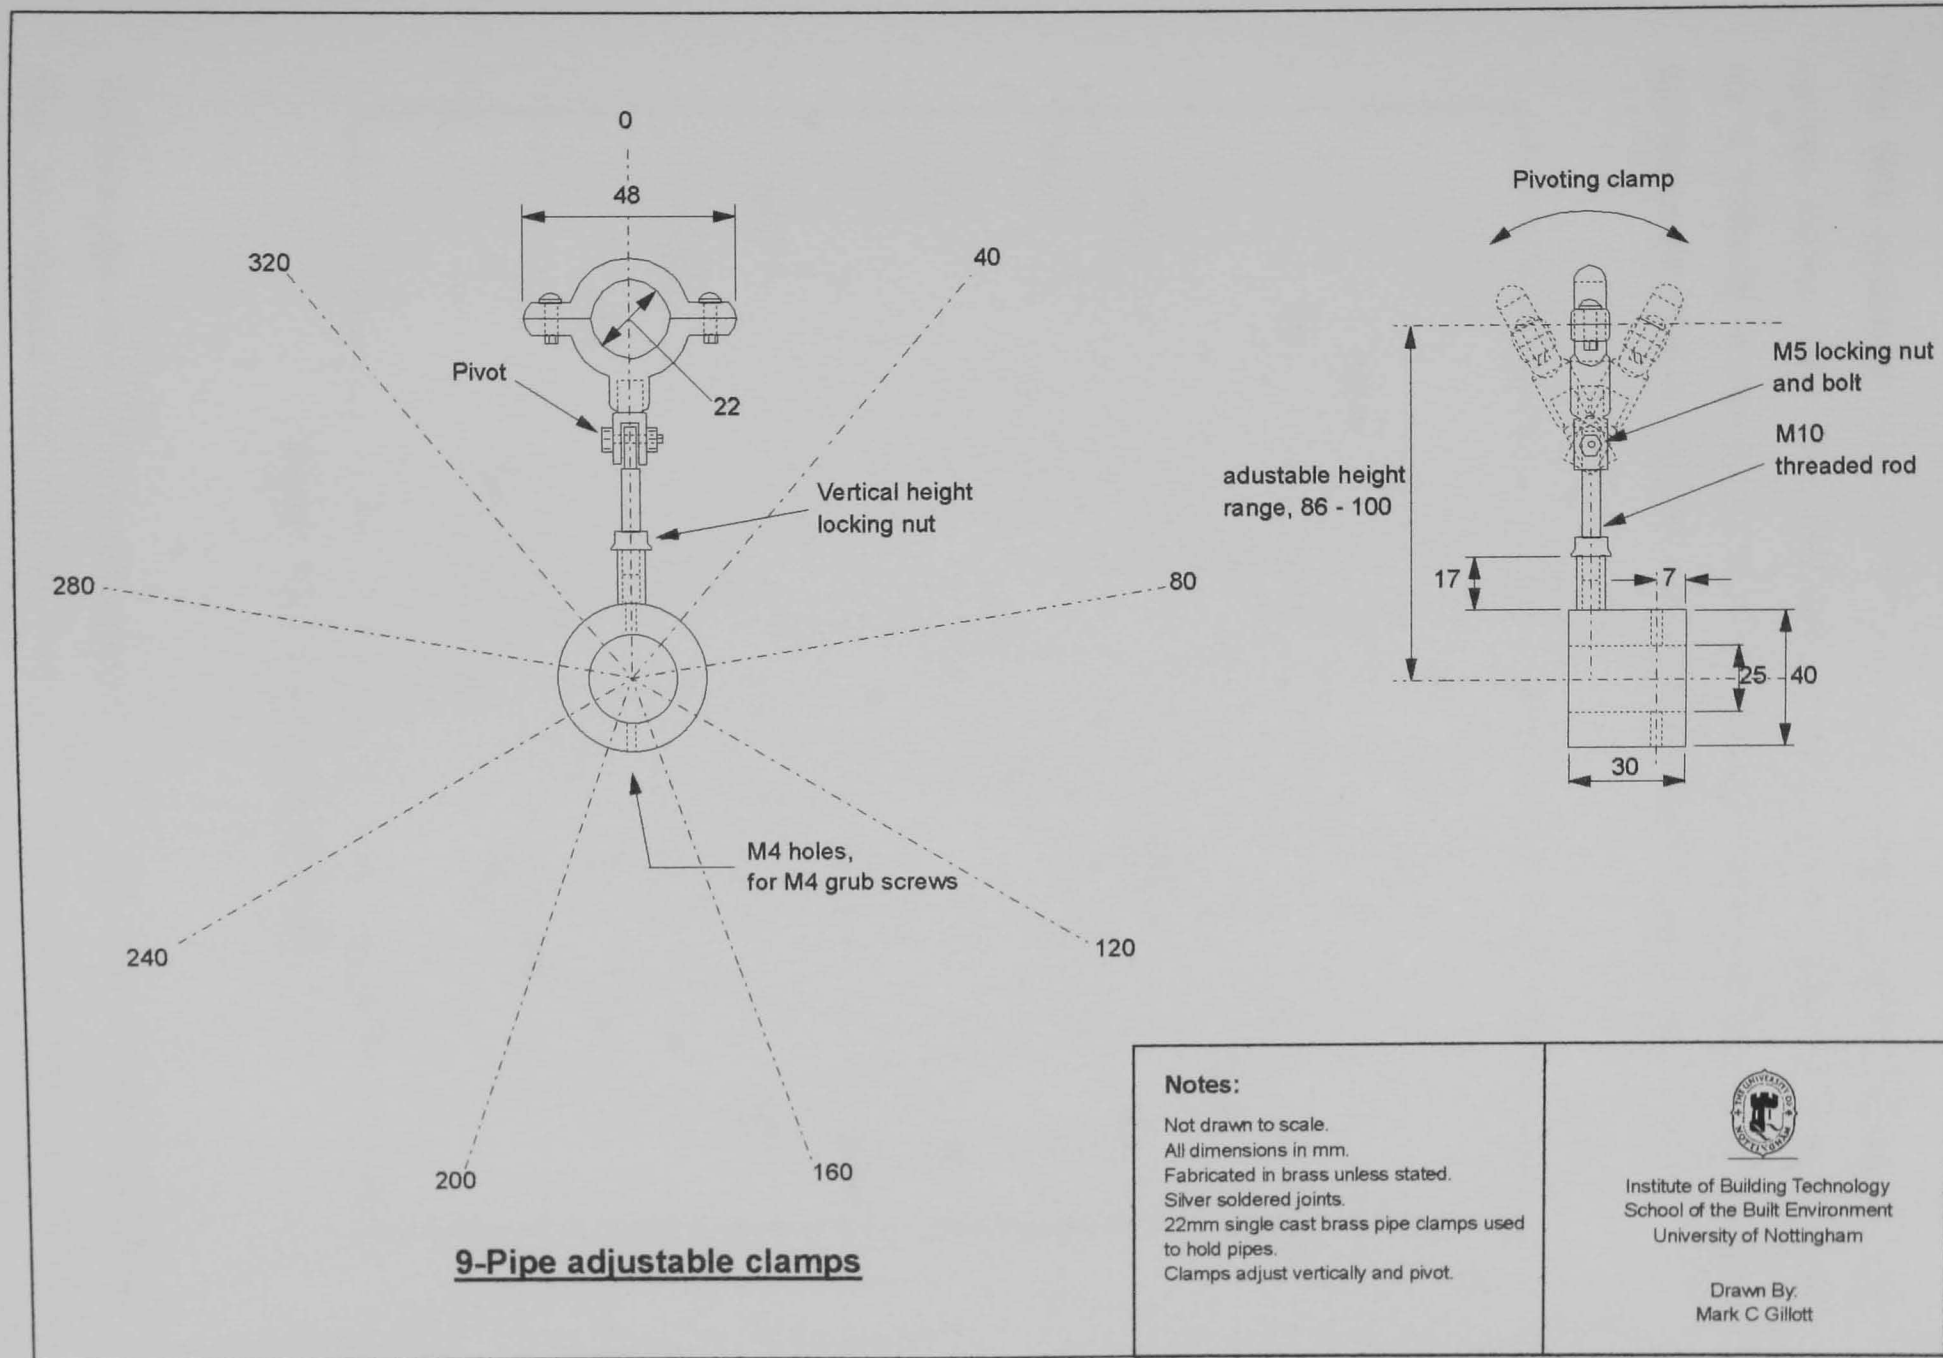 0
48
320
40
Pivot
22
Vertical height
locking nut
280
80
M4 holes,
for M4 grub screws
240
120
200
160
9-Pipe adjustable clamps
Pivoting clamp
M5 locking nut
and bolt
M10
threaded rod
adustable height
range, 86 - 100
17
7
25
40
30
Notes:
Not drawn to scale.
All dimensions in mm.
Fabricated in brass unless stated.
Silver soldered joints.
22mm single cast brass pipe clamps used
to hold pipes.
Clamps adjust vertically and pivot.
THE UNIVERSITY OF
NOTTINGHAM
Institute of Building Technology
School of the Built Environment
University of Nottingham
Drawn By:
Mark C Gillott